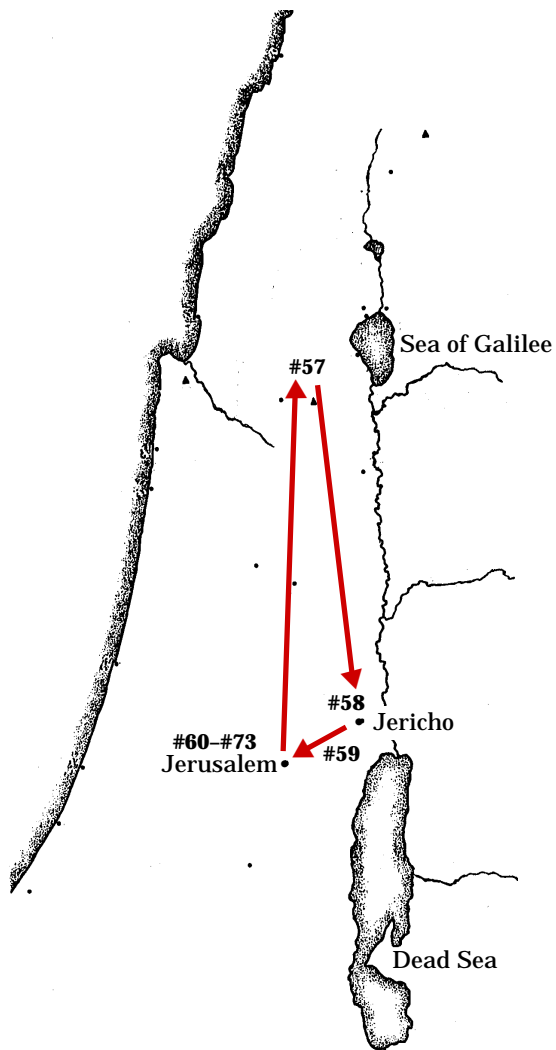 Sea of Galilee
#57
#58
Jericho
#60–#73
#59
Jerusalem
Dead Sea